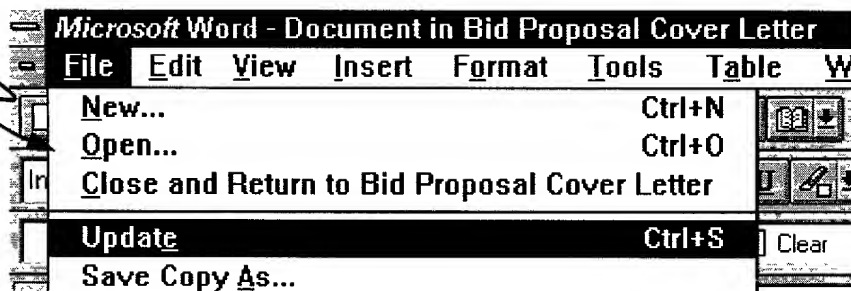 Microsoft Word - Document in Bid Proposal Cover Letter
File Edit View Insert Format Tools Table W
New... Ctrl+N
Open... Ctrl+O
In Close and Return to Bid Proposal Cover Letter U
Update Ctrl+S Clear
Save Copy As...